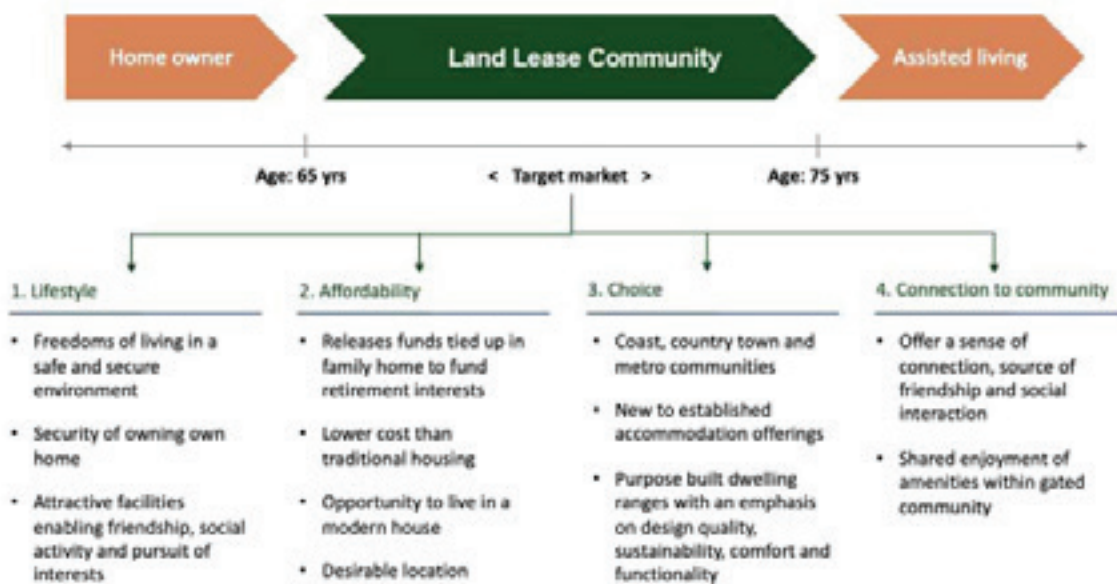 Home owner
Land Lease Community
Assisted living
Age: 65 yrs
< Target market >
Age: 75 yrs
1. Lifestyle
• Freedoms of living in a
safe and secure
environment
• Security of owning own
home
• Attractive facilities
enabling friendship, social
activity and pursuit of
interests
2. Affordability
• Releases funds tied up in
family home to fund
retirement interests
• Lower cost than
traditional housing
• Opportunity to live in a
modern house
• Desirable location
3. Choice
• Coast, country town and
metro communities
• New to established
accommodation offerings
• Purpose built dwelling
ranges with an emphasis
on design quality,
sustainability, comfort and
functionality
4. Connection to community
• Offer a sense of
connection, source of
friendship and social
interaction
• Shared enjoyment of
amenities within gated
community